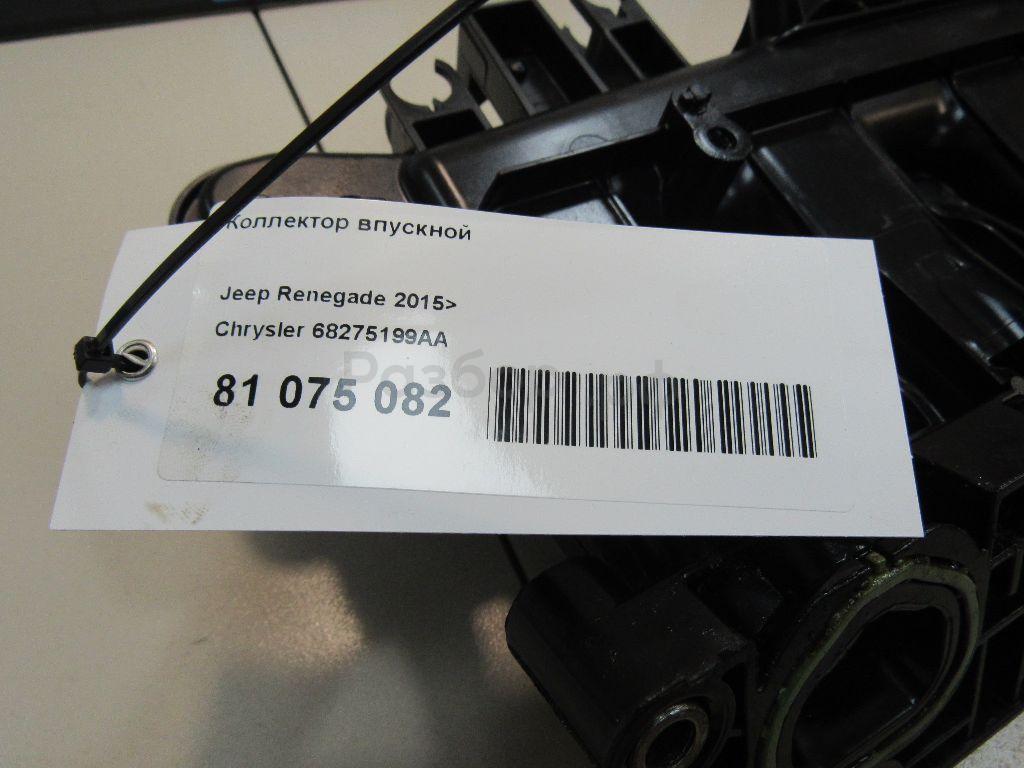 Коллектор впускной
Jeep Renegade 2015>
Chrysler 68275199AA
81 075 082